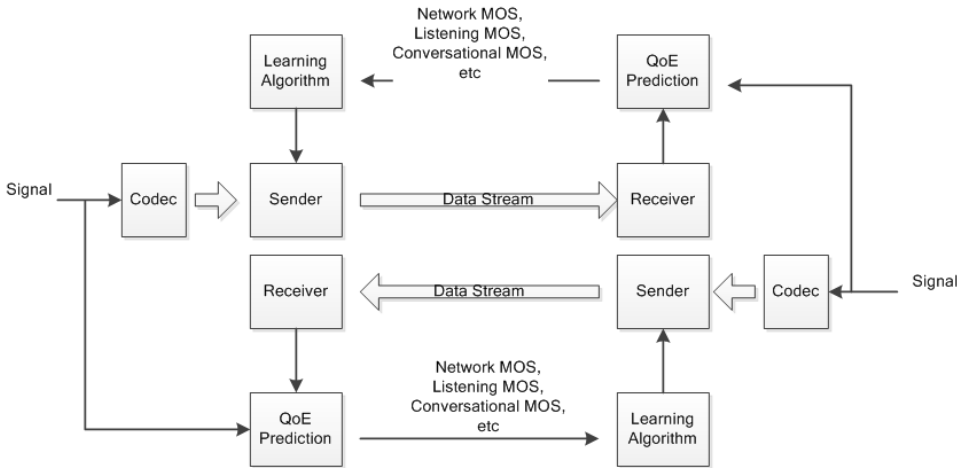 Network MOS,
Listening MOS,
Conversational MOS,
etc
Learning
Algorithm
QoE
Prediction
Signal
Codec
Sender
Data Stream
Receiver
Receiver
Data Stream
Sender
Codec
Signal
Network MOS,
Listening MOS,
Conversational MOS,
etc
QoE
Prediction
Learning
Algorithm